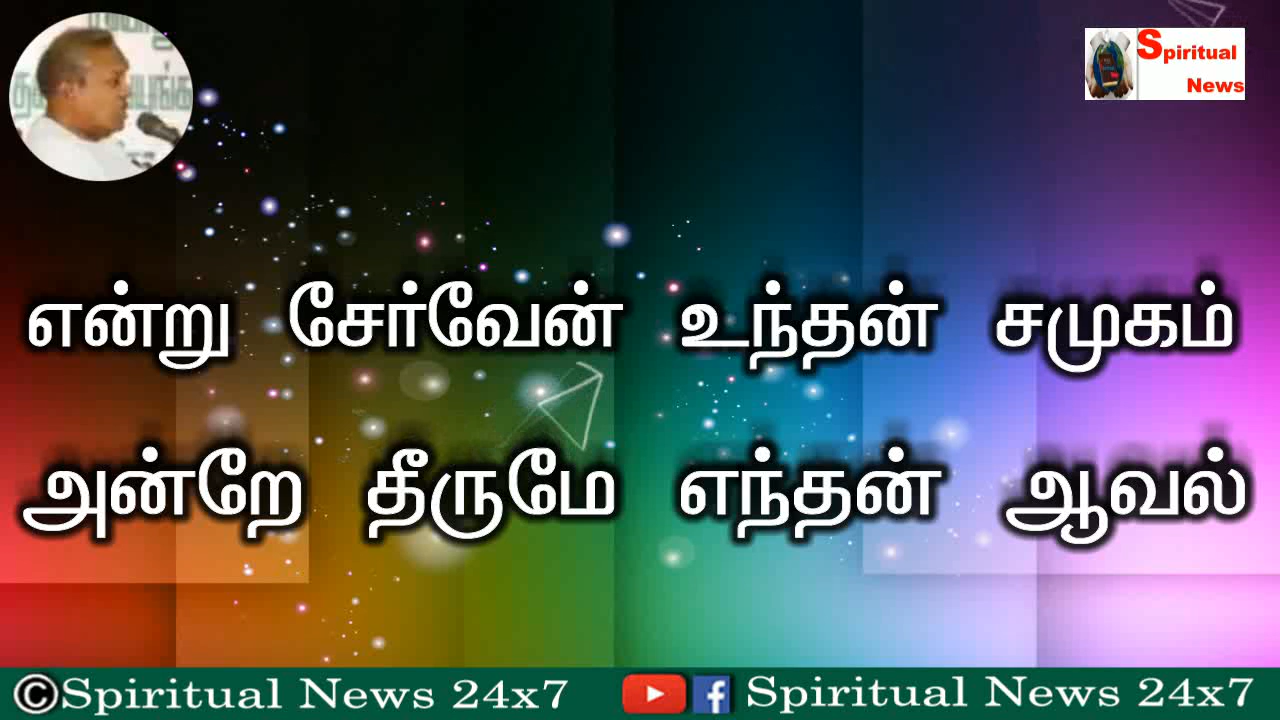 Spiritual
News
என்று சேர்வேன் உந்தன் சமுகம்
அன்றே தீருமே எந்தன் ஆவல்
©Spiritual News 24x7
Spiritual News 24x7